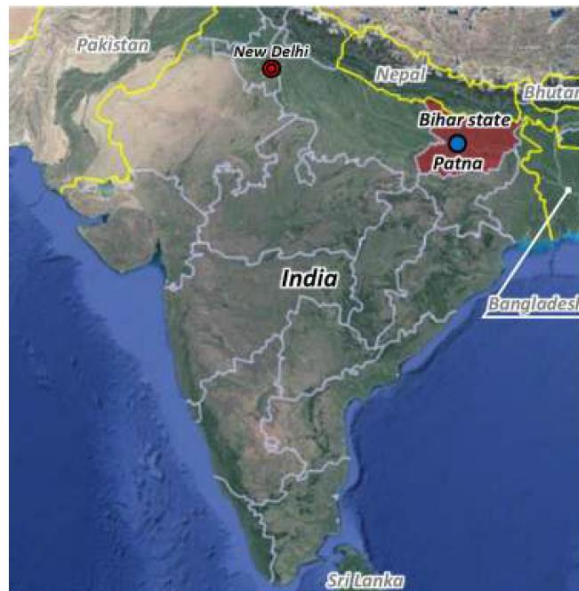 Pakistan
New Delhi
Nepal
Bhutan
Bihar state
Patna
India
Bangladesh
Sri Lanka